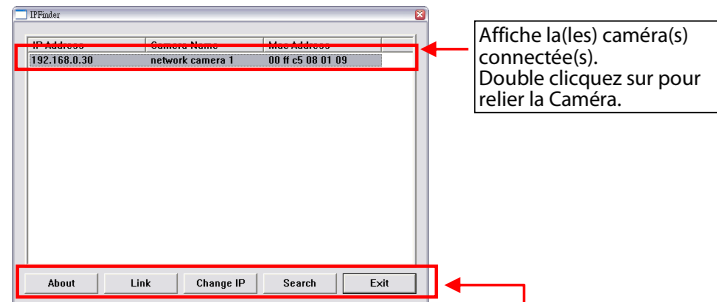 IPFinder
IP Address Camera Name Mac Address
192.168.0.30 network camera 1 00 ff c5 08 01 09
Affiche la(les) caméra(s)
connectée(s).
Double clicquez sur pour
relier la Caméra.
About Link Change IP Search Exit